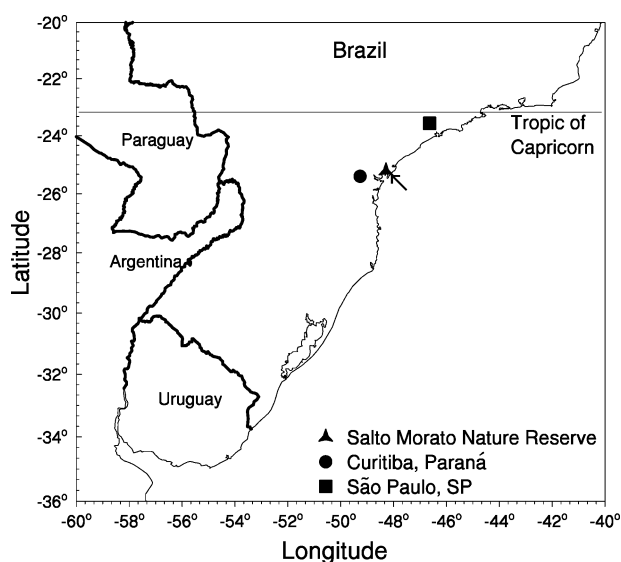 -20°
Brazil
-22°
-24°
Tropic of
Capricorn
Paraguay
-26°
-28°
Argentina
-30°
-32°
Uruguay
-34°
Salto Morato Nature Reserve
Curitiba, Paraná
São Paulo, SP
-36°
-60° -58° -56° -54° -52° -50° -49° -48° -46° -44° -42° -40°
Longitude
Latitude